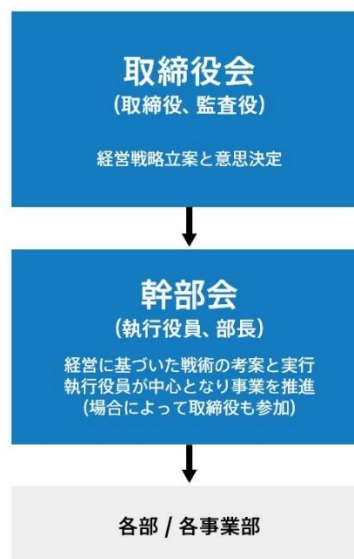 取締役会
(取締役、監査役)
経営戦略立案と意思決定
幹部会
(執行役員、部長)
経営に基づいた戦術の考案と実行
執行役員が中心となり事業を推進
(場合によって取締役も参加)
各部 / 各事業部